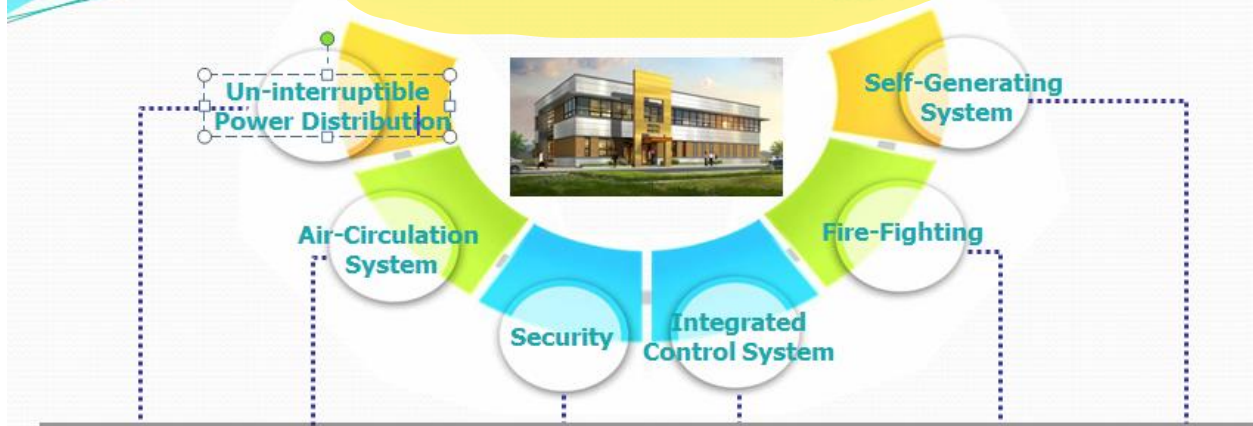 Un-interruptible
Power Distribution
Self-Generating
System
Air-Circulation
System
Fire-Fighting
Security
Integrated
Control System